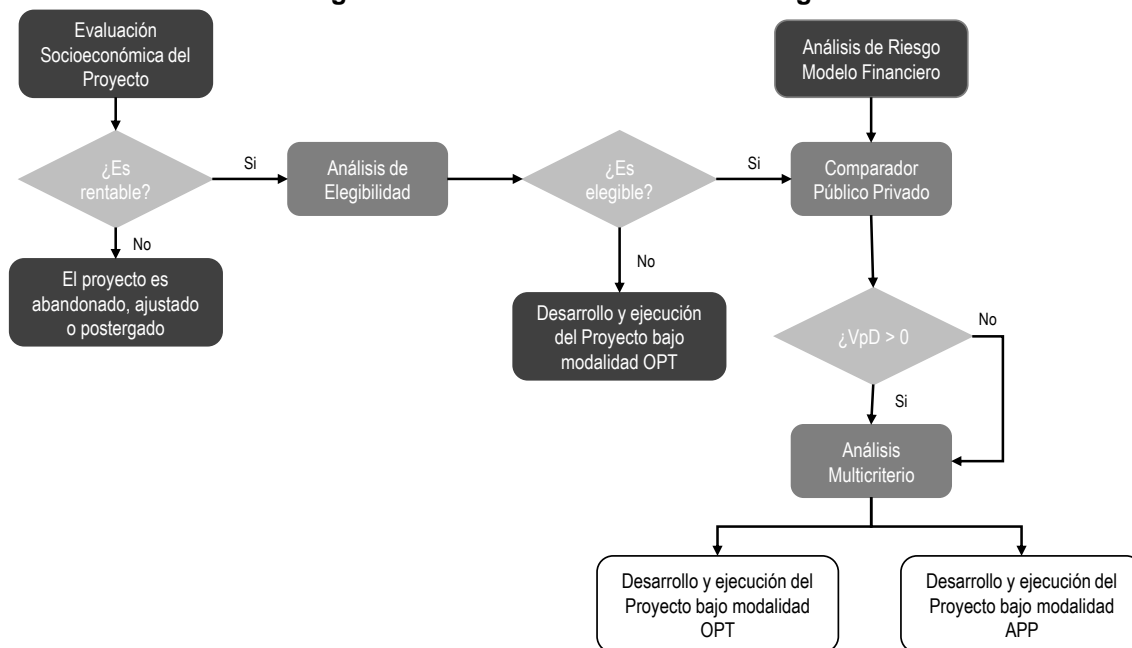 Evaluación
Socioeconómica del
Proyecto
Análisis de Riesgo
Modelo Financiero
¿Es
rentable?
Si
Análisis de
Elegibilidad
¿Es
elegible?
Si
Comparador
Público Privado
No
El proyecto es
abandonado, ajustado
o postergado
No
Desarrollo y ejecución
del Proyecto bajo
modalidad OPT
¿VpD > 0
No
Si
Análisis
Multicriterio
Desarrollo y ejecución del
Proyecto bajo modalidad
OPT
Desarrollo y ejecución del
Proyecto bajo modalidad
APP